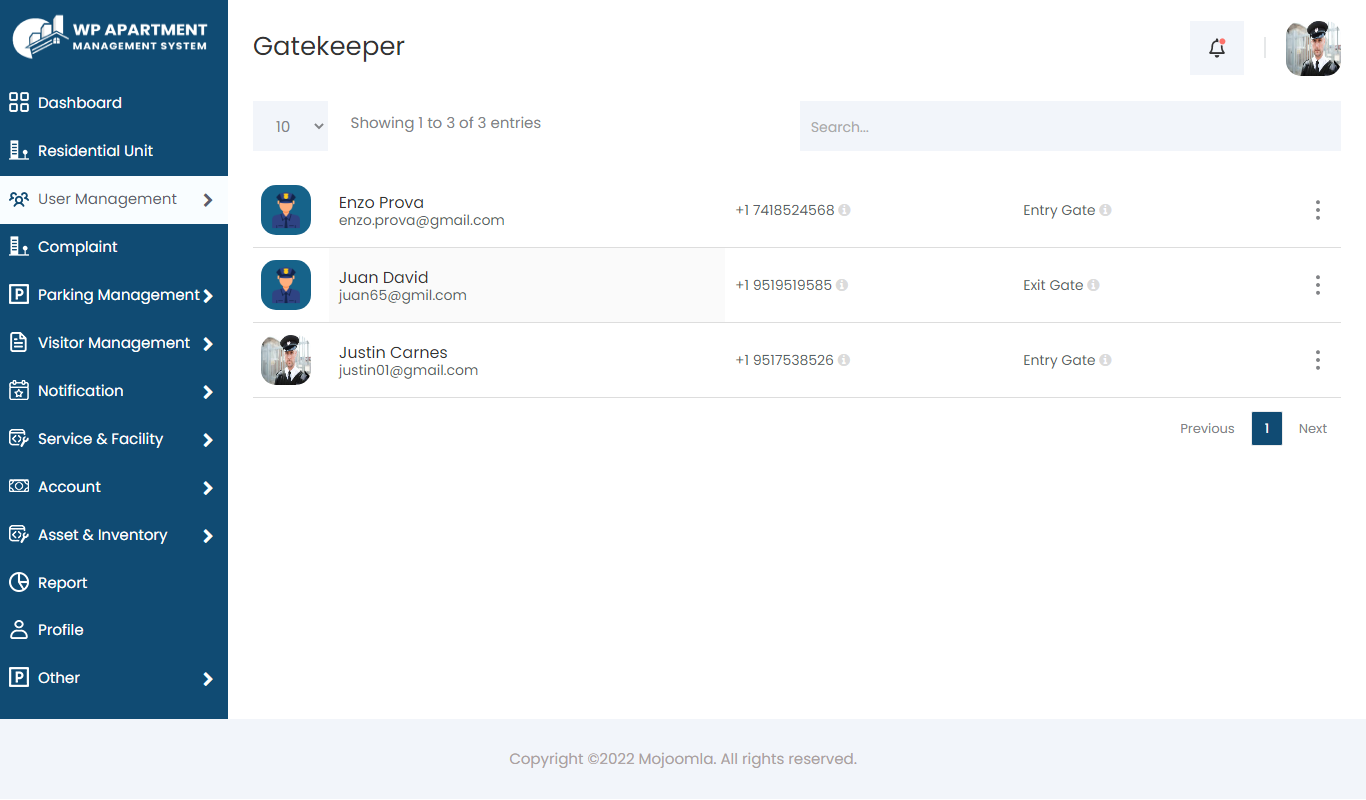 WP APARTMENT
MANAGEMENT SYSTEM
Dashboard
Residential Unit
User Management
Complaint
Parking Management
Visitor Management
Notification
Service & Facility
Account
Asset & Inventory
Report
Profile
Other
Gatekeeper
10
Showing 1 to 3 of 3 entries
Search...
Enzo Prova
enzo.prova@gmail.com
+1 7418524568
Entry Gate
Juan David
juan65@gmil.com
+1 9519519585
Exit Gate
Justin Carnes
justin01@gmail.com
+1 9517538526
Entry Gate
Previous 1 Next
Copyright ©2022 Mojoomla. All rights reserved.